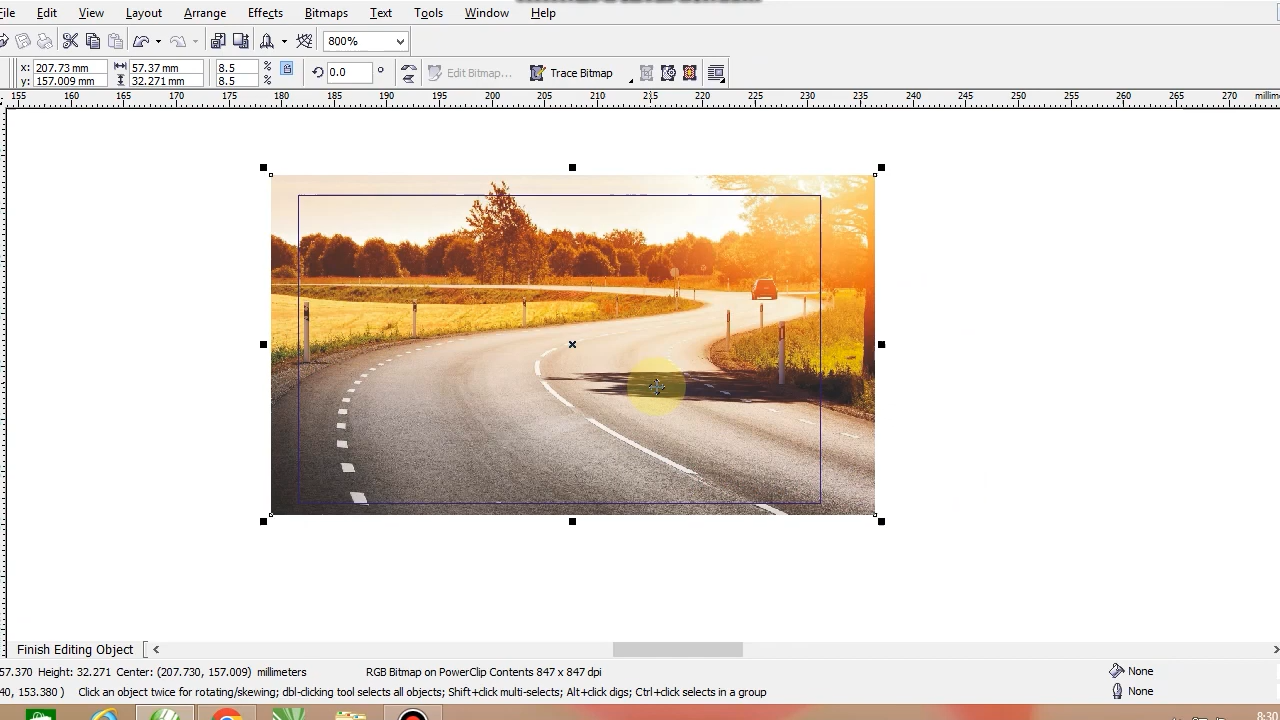 File Edit View Layout Arrange Effects Bitmaps Text Tools Window Help
800%
x: 207.73 mm 57.37 mm 8.5 % 0.0 ° Edit Bitmap... Trace Bitmap
y: 157.009 mm 32.271 mm 8.5 %
155 160 165 170 175 180 185 190 195 200 205 210 215 220 225 230 235 240 245 250 255 260 265 270 millim
Finish Editing Object
57.370 Height: 32.271 Center: (207.730, 157.009) millimeters RGB Bitmap on PowerClip Contents 847 x 847 dpi None
40, 153.380 ) Click an object twice for rotating/skewing; dbl-clicking tool selects all objects; Shift+click multi-selects; Alt+click digs; Ctrl+click selects in a group None
8:30